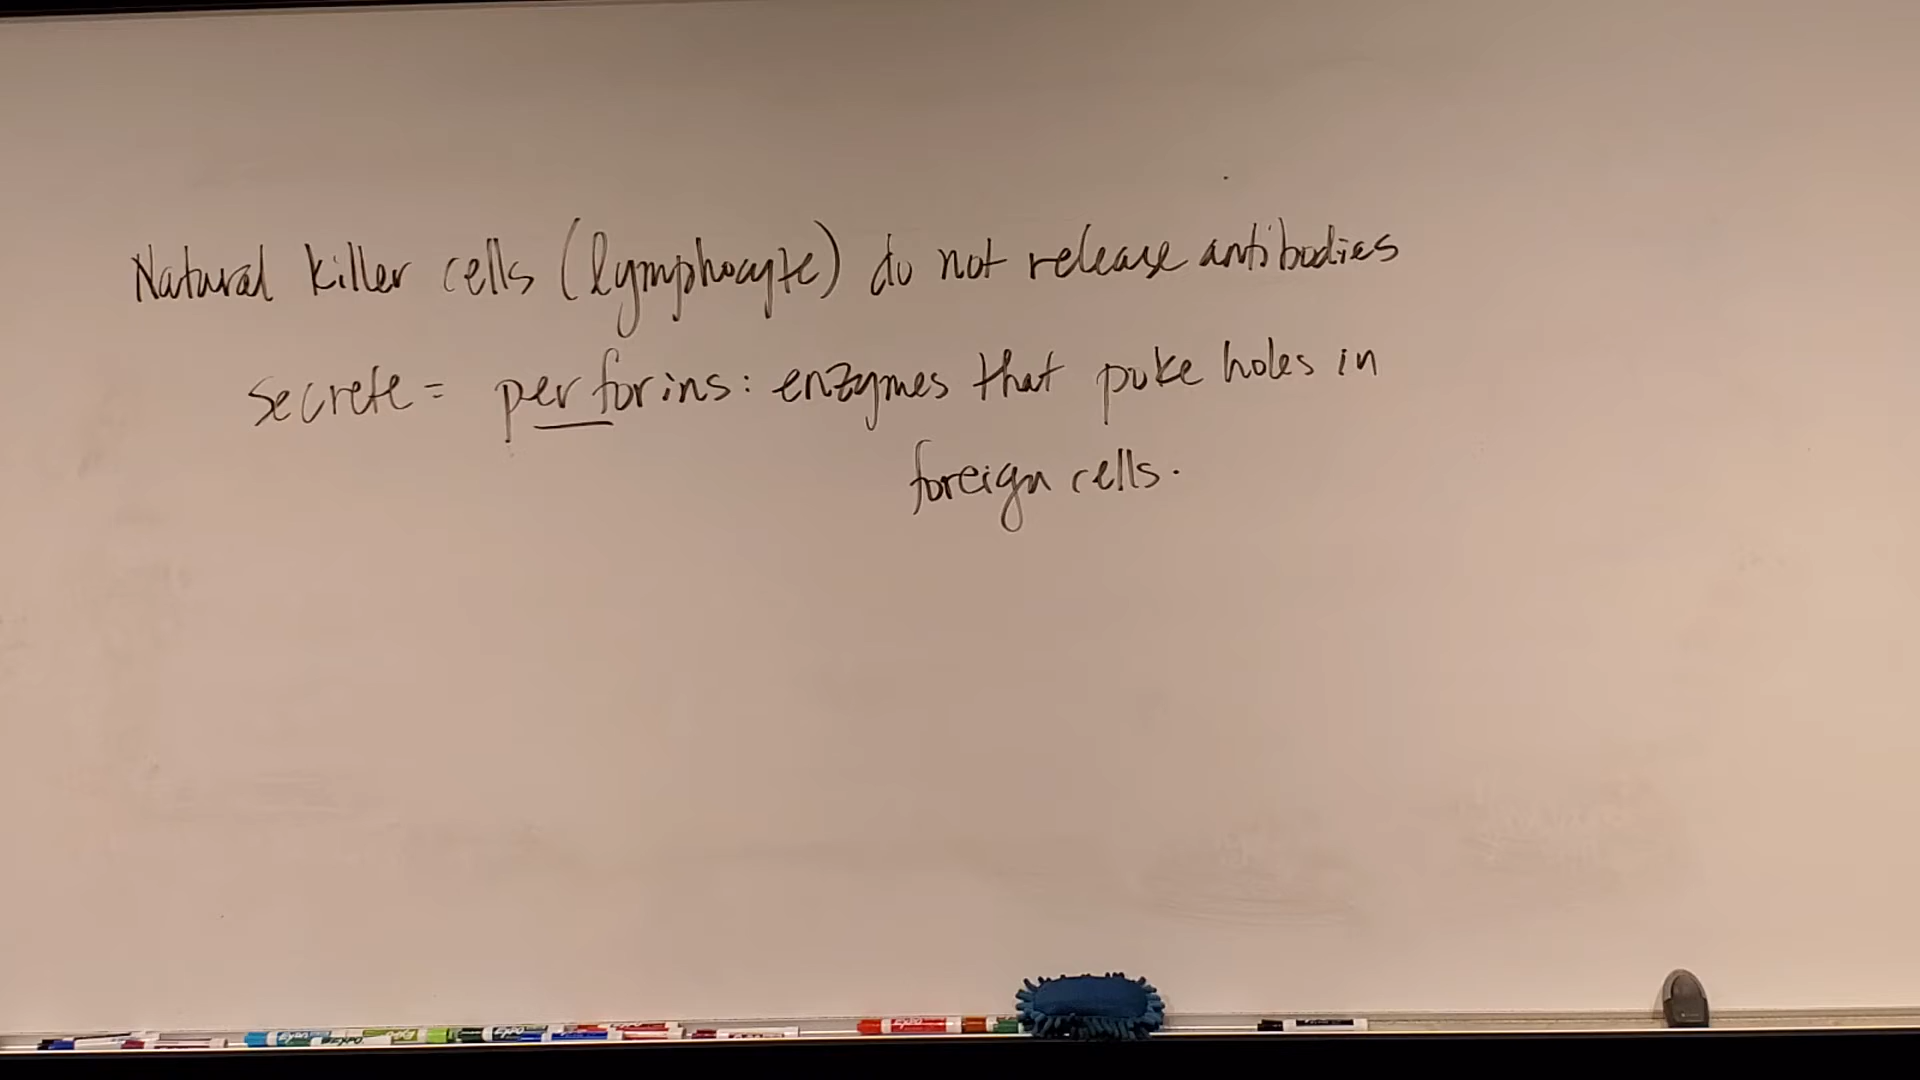 Natural killer cells (lymphocyte) do not release antibodies
secrete = perforins: enzymes that poke holes in
foreign cells.